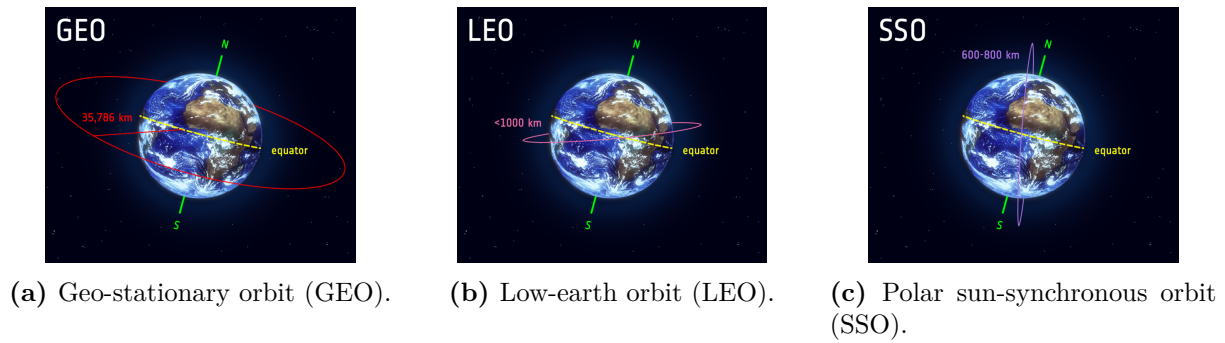 GEO
N
35,786 km
equator
S
LEO
N
<1000 km
equator
S
SSO
N
600-800 km
equator
S
(a) Geo-stationary orbit (GEO).
(b) Low-earth orbit (LEO).
(c) Polar sun-synchronous orbit
(SSO).